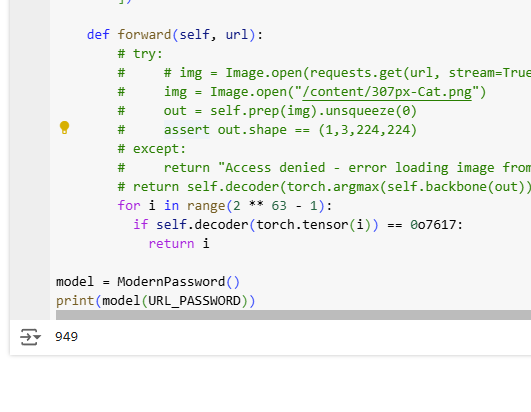 ])
def forward(self, url):
# try:
#     # img = Image.open(requests.get(url, stream=True
#     img = Image.open("/content/307px-Cat.png")
#     out = self.prep(img).unsqueeze(0)
#     assert out.shape == (1,3,224,224)
# except:
#     return "Access denied - error loading image from
# return self.decoder(torch.argmax(self.backbone(out))
for i in range(2 ** 63 - 1):
if self.decoder(torch.tensor(i)) == 0o7617:
return i
model = ModernPassword()
print(model(URL_PASSWORD))
949